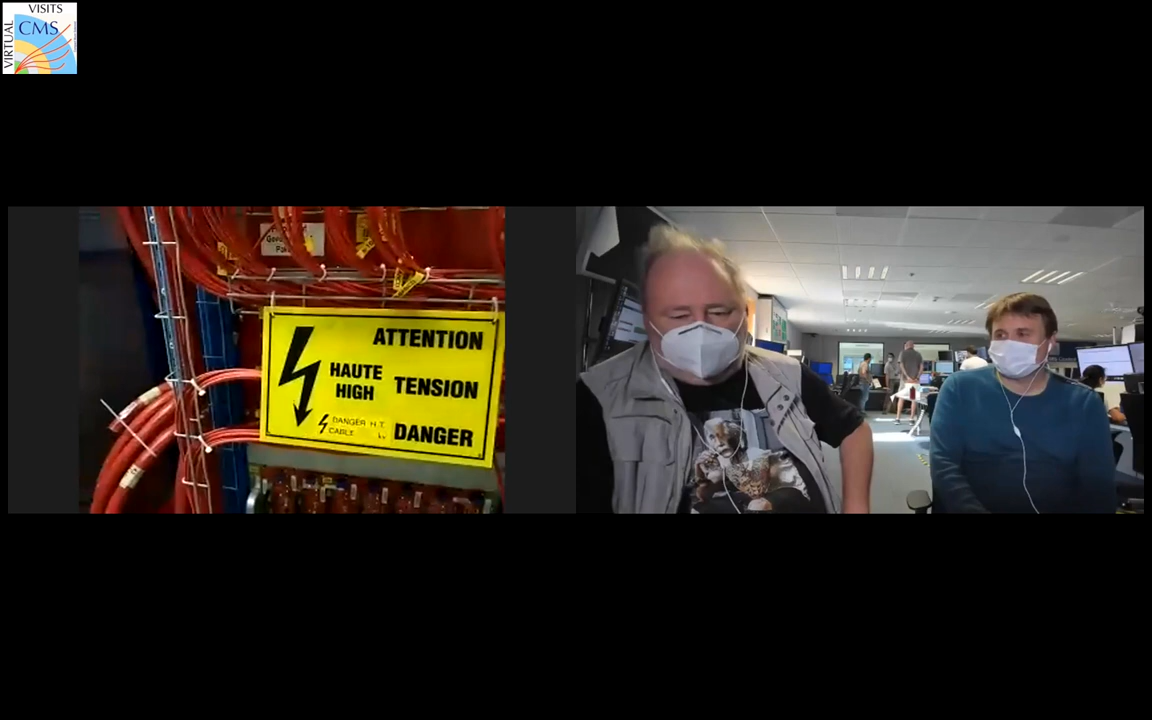 VISITS
CMS
VIRTUAL
ATTENTION
HAUTE
HIGH
TENSION
DANGER H.T.
CABLE
DANGER